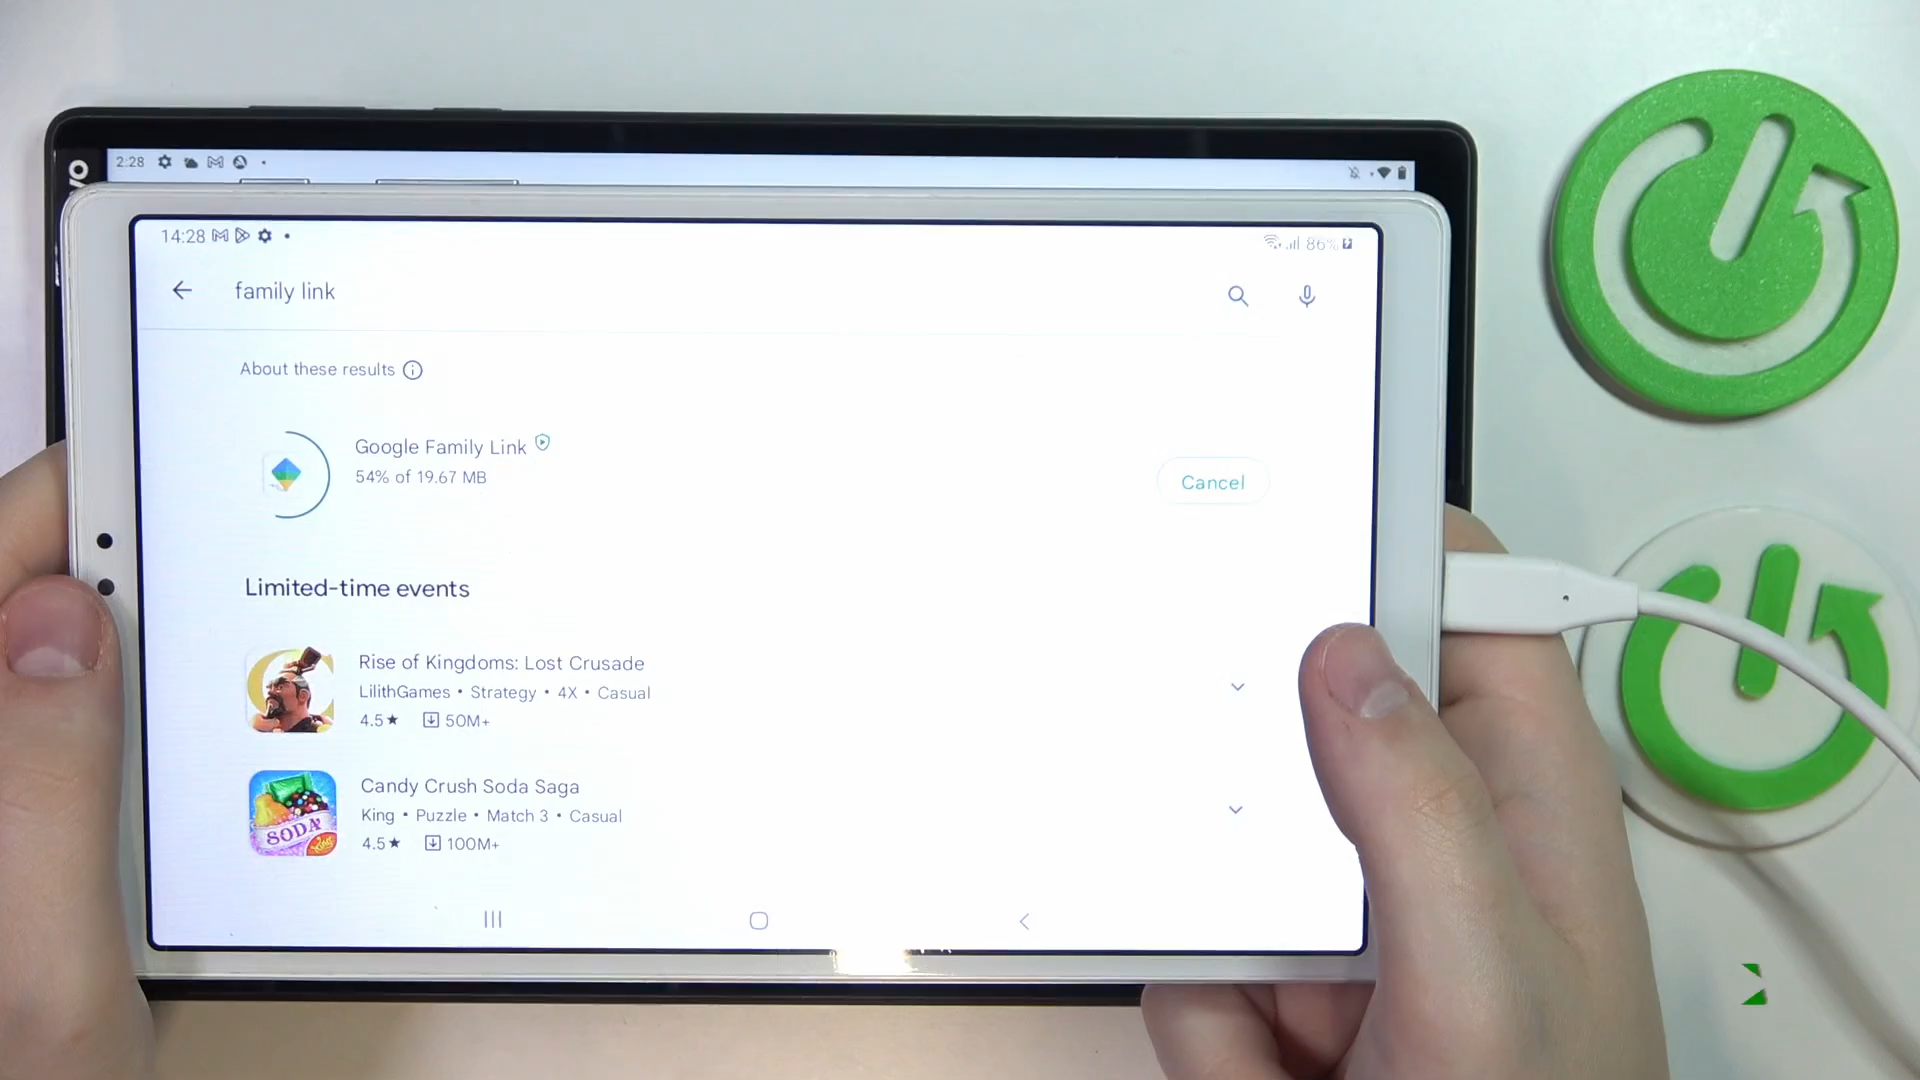 2:28
14:28
86%
family link
About these results
Google Family Link
54% of 19.67 MB
Cancel
Limited-time events
Rise of Kingdoms: Lost Crusade
LilithGames • Strategy • 4X • Casual
4.5★ 50M+
Candy Crush Soda Saga
King • Puzzle • Match 3 • Casual
4.5★ 100M+
SODA
King